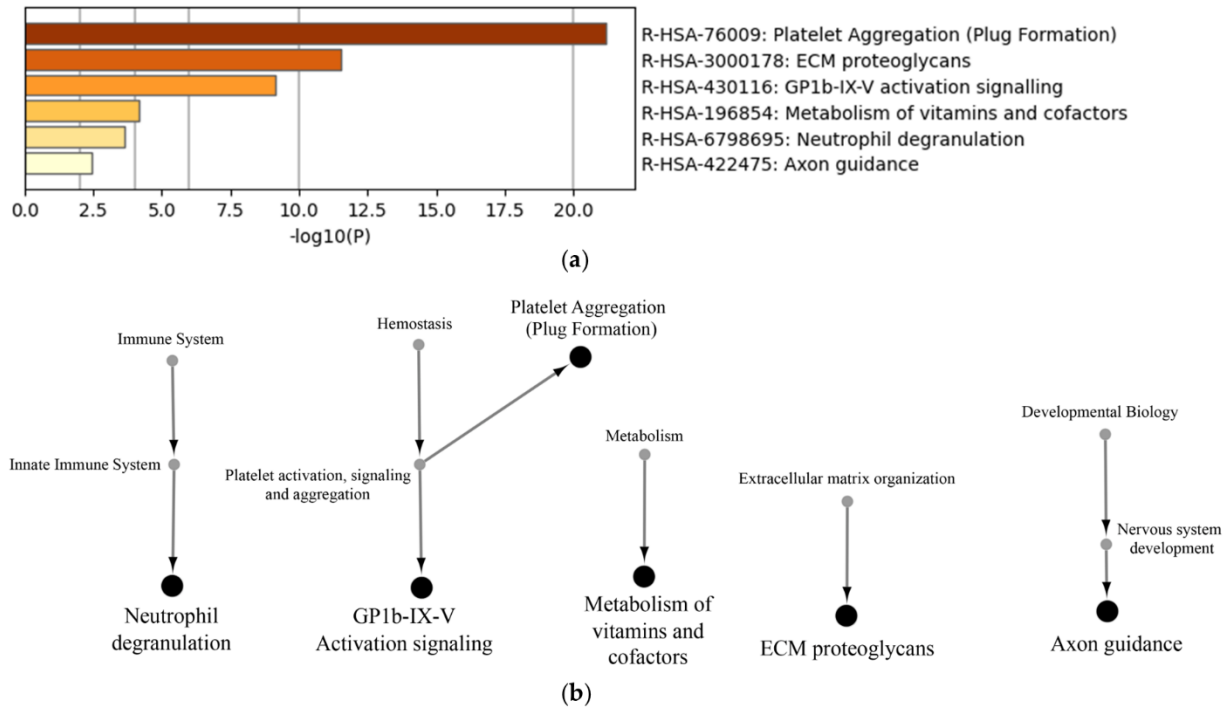 R-HSA-76009: Platelet Aggregation (Plug Formation)
R-HSA-3000178: ECM proteoglycans
R-HSA-430116: GP1b-IX-V activation signalling
R-HSA-196854: Metabolism of vitamins and cofactors
R-HSA-6798695: Neutrophil degranulation
R-HSA-422475: Axon guidance
0.0 2.5 5.0 7.5 10.0 12.5 15.0 17.5 20.0
-log10(P)
(a)
Immune System
Innate Immune System
Neutrophil
degranulation
Hemostasis
Platelet activation, signaling
and aggregation
Platelet Aggregation
(Plug Formation)
GP1b-IX-V
Activation signaling
Metabolism
Metabolism of
vitamins and
cofactors
Extracellular matrix organization
ECM proteoglycans
Developmental Biology
Nervous system
development
Axon guidance
(b)